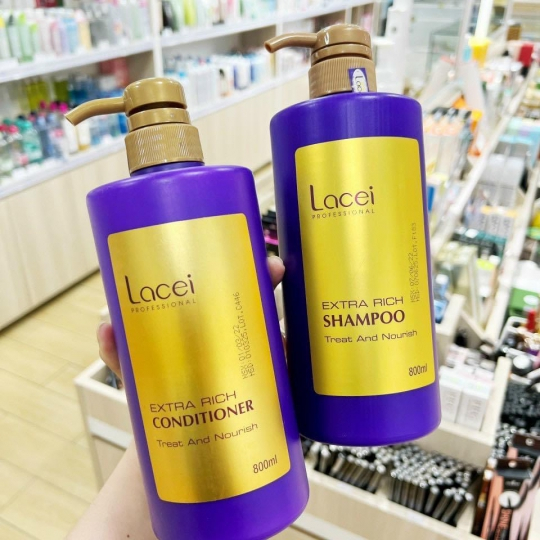 Lacei
PROFESSIONAL
EXTRA RICH
CONDITIONER
Treat And Nourish
800ml
Lacei
PROFESSIONAL
EXTRA RICH
SHAMPOO
Treat And Nourish
800ml